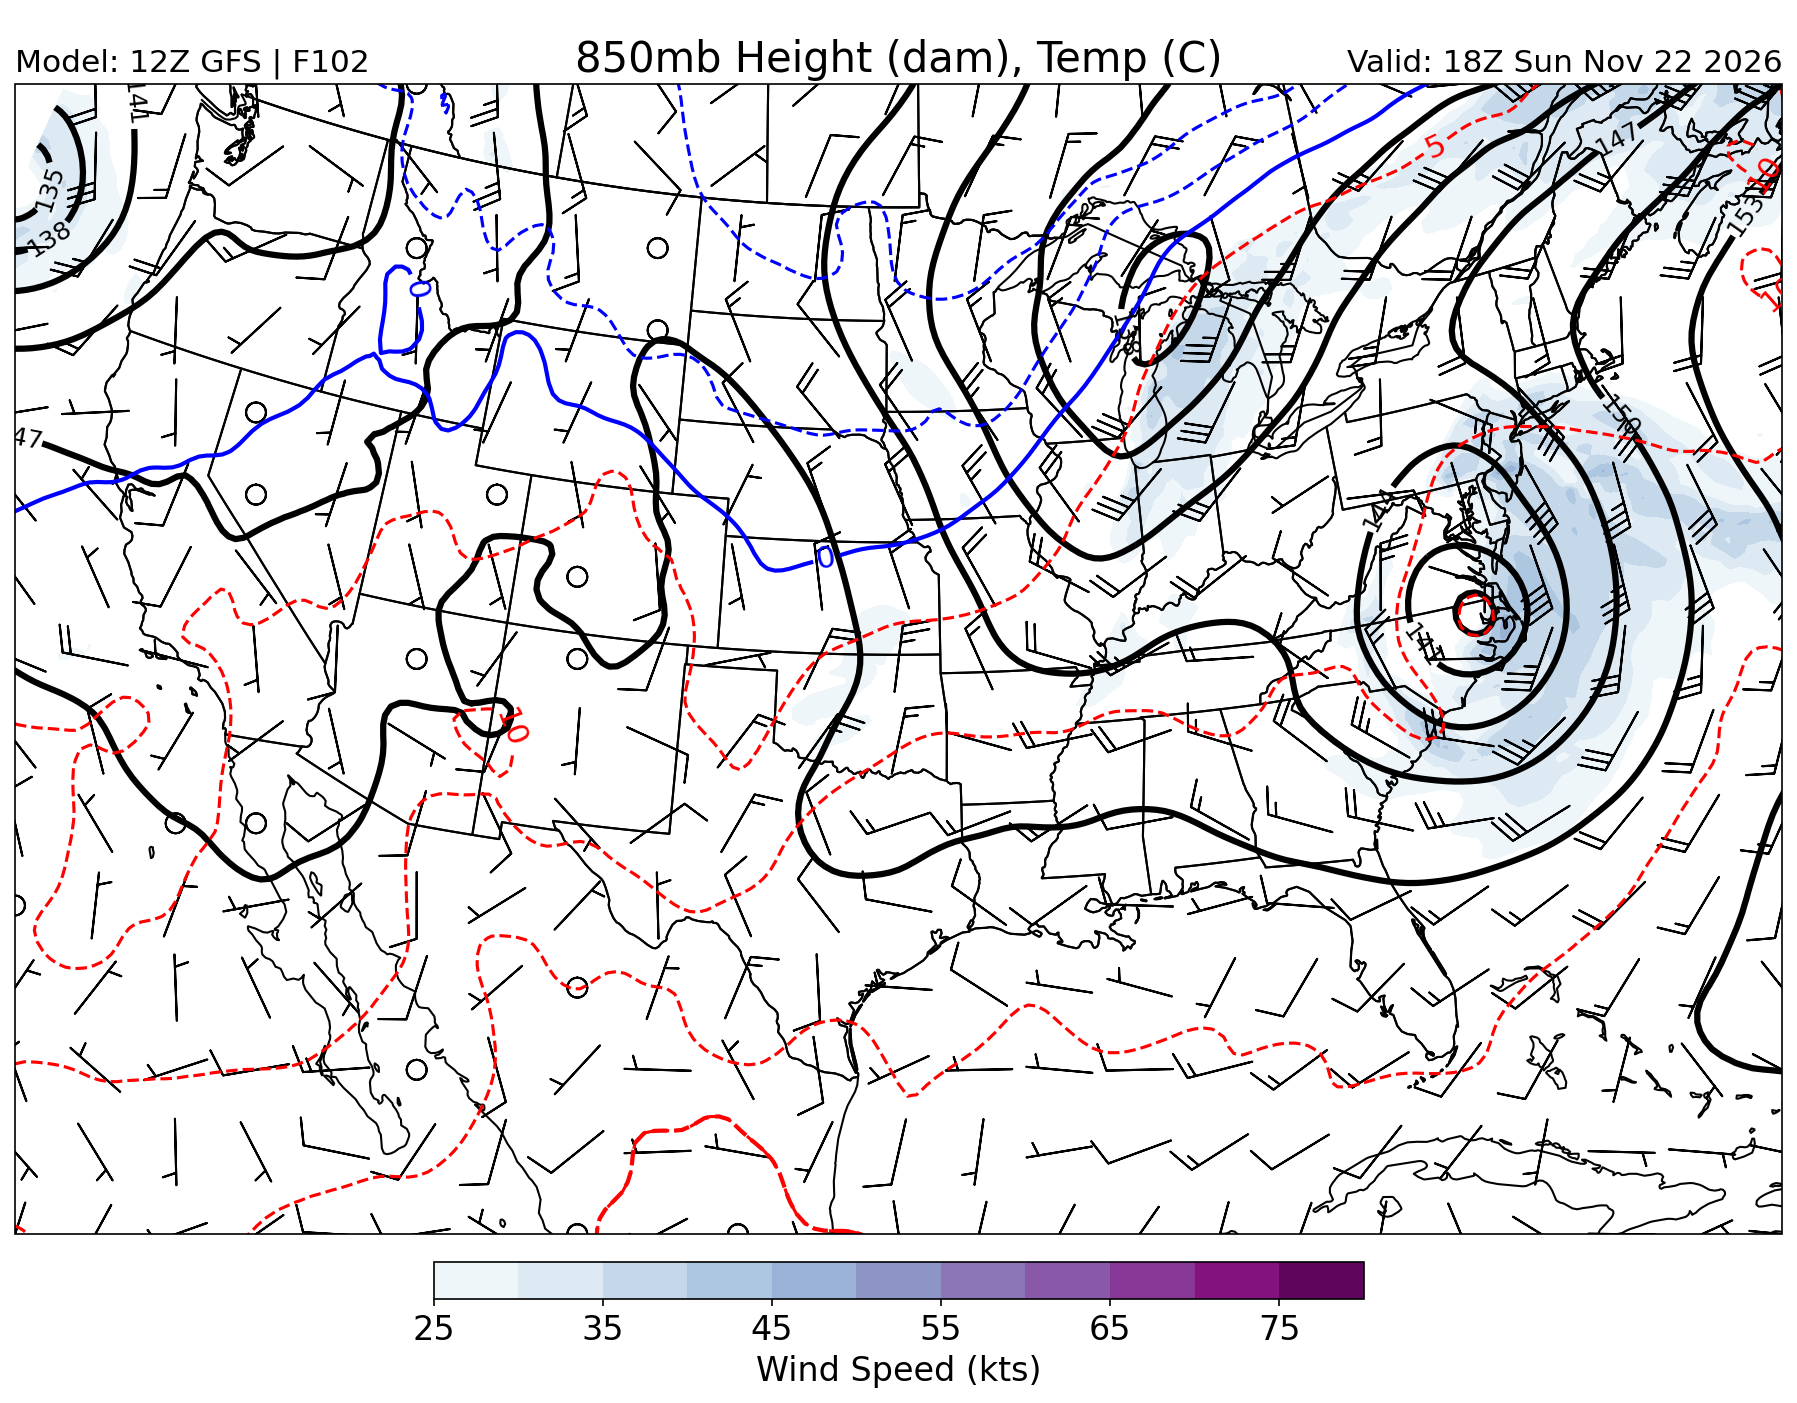 Model: 12Z GFS | F102
850mb Height (dam), Temp (C)
Valid: 18Z Sun Nov 22 2026
147
5
10
135
153
138
0
47
150
144
0
141
10
25 35 45 55 65 75
Wind Speed (kts)